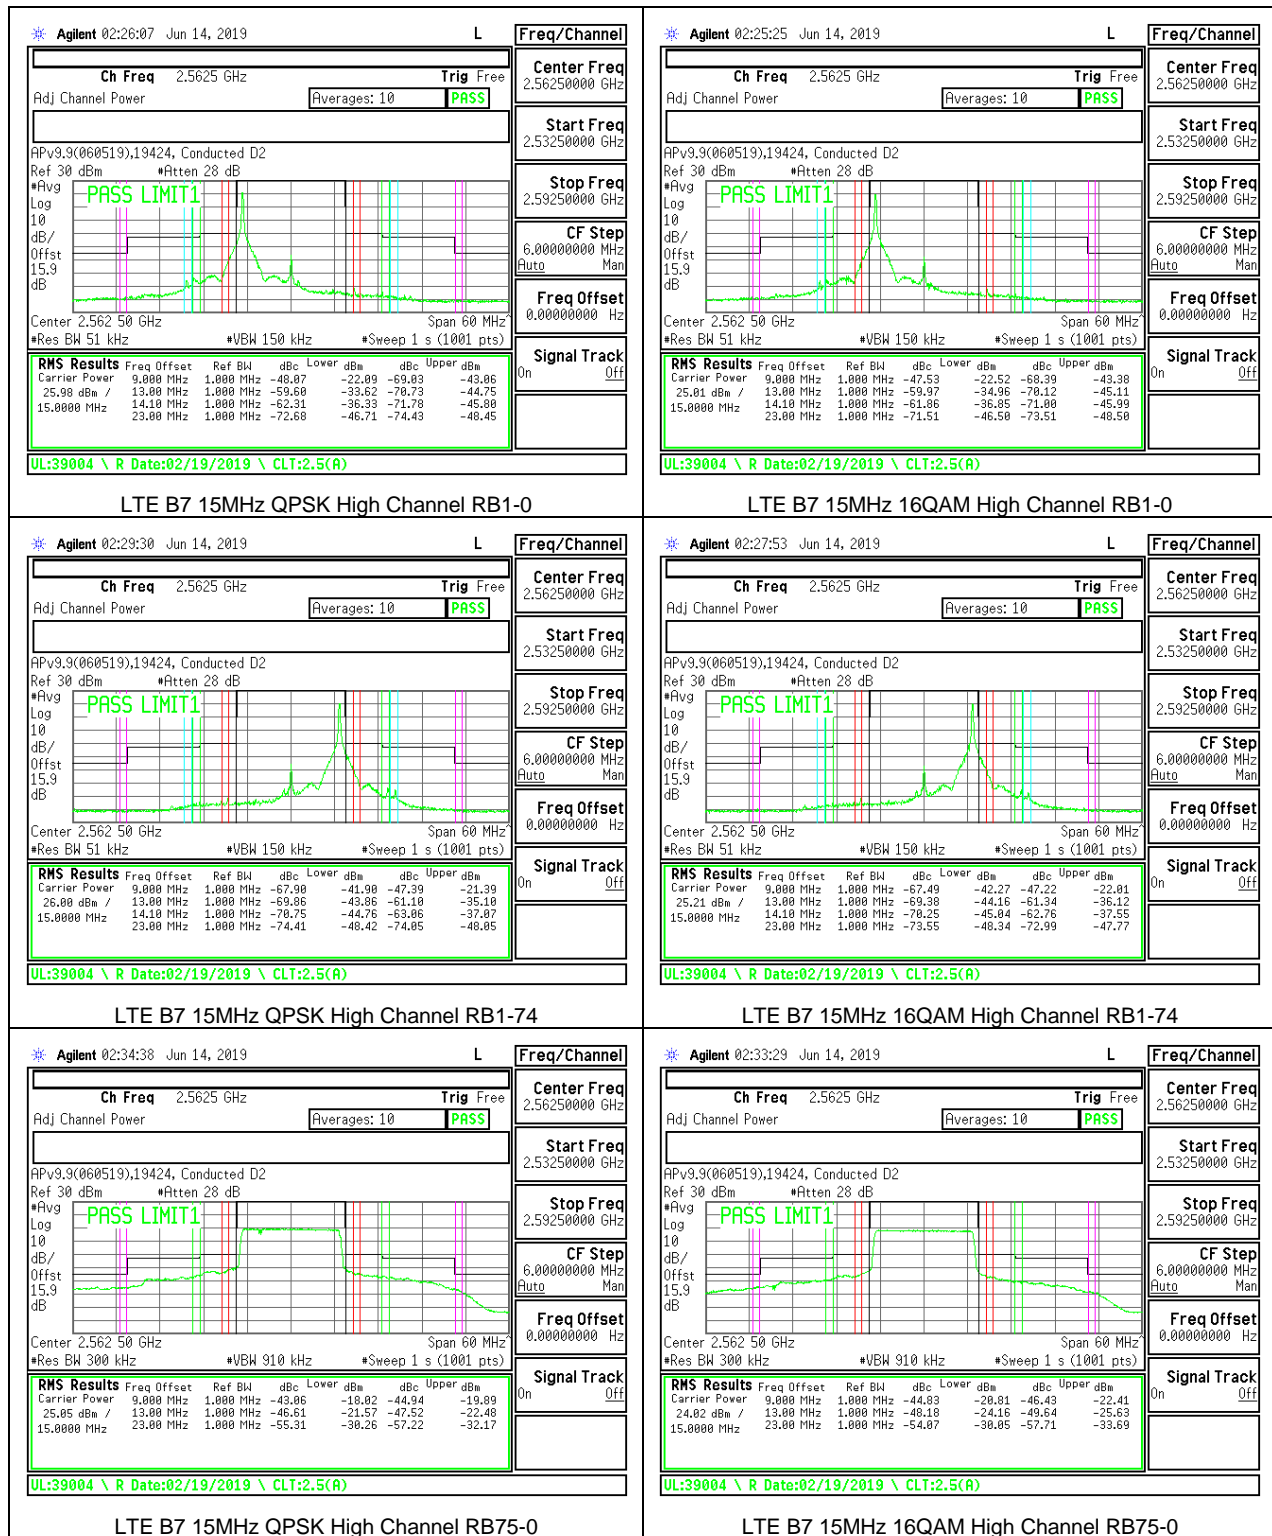 Agilent 02:26:07 Jun 14, 2019 L
Freq/Channel
Ch Freq 2.5625 GHz Trig Free
Adj Channel Power Averages: 10 PASS
APv9.9(060519),19424, Conducted D2
Ref 30 dBm #Atten 28 dB
#Avg
Log
10
dB/
Offst
15.9
dB
PASS LIMIT1
Center 2.562 50 GHz Span 60 MHz^
#Res BW 51 kHz #VBW 150 kHz #Sweep 1 s (1001 pts)
RMS Results Freq Offset Ref BW dBc Lower dBm dBc Upper dBm
Carrier Power 9.000 MHz 1.000 MHz -48.07 -22.09 -69.03 -43.06
25.98 dBm / 13.00 MHz 1.000 MHz -59.60 -33.62 -70.73 -44.75
15.0000 MHz 14.10 MHz 1.000 MHz -62.31 -36.33 -71.78 -45.80
23.00 MHz 1.000 MHz -72.68 -46.71 -74.43 -48.45
UL:39004 \ R Date:02/19/2019 \ CLT:2.5(A)
Center Freq
2.56250000 GHz
Start Freq
2.53250000 GHz
Stop Freq
2.59250000 GHz
CF Step
6.00000000 MHz
Auto Man
Freq Offset
0.00000000 Hz
Signal Track
On Off
LTE B7 15MHz QPSK High Channel RB1-0
Agilent 02:25:25 Jun 14, 2019 L
Freq/Channel
Ch Freq 2.5625 GHz Trig Free
Adj Channel Power Averages: 10 PASS
APv9.9(060519),19424, Conducted D2
Ref 30 dBm #Atten 28 dB
#Avg
Log
10
dB/
Offst
15.9
dB
PASS LIMIT1
Center 2.562 50 GHz Span 60 MHz^
#Res BW 51 kHz #VBW 150 kHz #Sweep 1 s (1001 pts)
RMS Results Freq Offset Ref BW dBc Lower dBm dBc Upper dBm
Carrier Power 9.000 MHz 1.000 MHz -47.53 -22.52 -68.39 -43.38
25.01 dBm / 13.00 MHz 1.000 MHz -59.97 -34.96 -70.12 -45.11
15.0000 MHz 14.10 MHz 1.000 MHz -61.86 -36.85 -71.00 -45.99
23.00 MHz 1.000 MHz -71.51 -46.50 -73.51 -48.50
UL:39004 \ R Date:02/19/2019 \ CLT:2.5(A)
Center Freq
2.56250000 GHz
Start Freq
2.53250000 GHz
Stop Freq
2.59250000 GHz
CF Step
6.00000000 MHz
Auto Man
Freq Offset
0.00000000 Hz
Signal Track
On Off
LTE B7 15MHz 16QAM High Channel RB1-0
Agilent 02:29:30 Jun 14, 2019 L
Freq/Channel
Ch Freq 2.5625 GHz Trig Free
Adj Channel Power Averages: 10 PASS
APv9.9(060519),19424, Conducted D2
Ref 30 dBm #Atten 28 dB
#Avg
Log
10
dB/
Offst
15.9
dB
PASS LIMIT1
Center 2.562 50 GHz Span 60 MHz^
#Res BW 51 kHz #VBW 150 kHz #Sweep 1 s (1001 pts)
RMS Results Freq Offset Ref BW dBc Lower dBm dBc Upper dBm
Carrier Power 9.000 MHz 1.000 MHz -67.90 -41.90 -47.39 -21.39
26.00 dBm / 13.00 MHz 1.000 MHz -69.86 -43.86 -61.10 -35.10
15.0000 MHz 14.10 MHz 1.000 MHz -70.75 -44.76 -63.06 -37.07
23.00 MHz 1.000 MHz -74.41 -48.42 -74.05 -48.05
UL:39004 \ R Date:02/19/2019 \ CLT:2.5(A)
Center Freq
2.56250000 GHz
Start Freq
2.53250000 GHz
Stop Freq
2.59250000 GHz
CF Step
6.00000000 MHz
Auto Man
Freq Offset
0.00000000 Hz
Signal Track
On Off
LTE B7 15MHz QPSK High Channel RB1-74
Agilent 02:27:53 Jun 14, 2019 L
Freq/Channel
Ch Freq 2.5625 GHz Trig Free
Adj Channel Power Averages: 10 PASS
APv9.9(060519),19424, Conducted D2
Ref 30 dBm #Atten 28 dB
#Avg
Log
10
dB/
Offst
15.9
dB
PASS LIMIT1
Center 2.562 50 GHz Span 60 MHz^
#Res BW 51 kHz #VBW 150 kHz #Sweep 1 s (1001 pts)
RMS Results Freq Offset Ref BW dBc Lower dBm dBc Upper dBm
Carrier Power 9.000 MHz 1.000 MHz -67.49 -42.27 -47.22 -22.01
25.21 dBm / 13.00 MHz 1.000 MHz -69.38 -44.16 -61.34 -36.12
15.0000 MHz 14.10 MHz 1.000 MHz -70.25 -45.04 -62.76 -37.55
23.00 MHz 1.000 MHz -73.55 -48.34 -72.99 -47.77
UL:39004 \ R Date:02/19/2019 \ CLT:2.5(A)
Center Freq
2.56250000 GHz
Start Freq
2.53250000 GHz
Stop Freq
2.59250000 GHz
CF Step
6.00000000 MHz
Auto Man
Freq Offset
0.00000000 Hz
Signal Track
On Off
LTE B7 15MHz 16QAM High Channel RB1-74
Agilent 02:34:38 Jun 14, 2019 L
Freq/Channel
Ch Freq 2.5625 GHz Trig Free
Adj Channel Power Averages: 10 PASS
APv9.9(060519),19424, Conducted D2
Ref 30 dBm #Atten 28 dB
#Avg
Log
10
dB/
Offst
15.9
dB
PASS LIMIT1
Center 2.562 50 GHz Span 60 MHz^
#Res BW 300 kHz #VBW 910 kHz #Sweep 1 s (1001 pts)
RMS Results Freq Offset Ref BW dBc Lower dBm dBc Upper dBm
Carrier Power 9.000 MHz 1.000 MHz -43.06 -18.02 -44.94 -19.89
25.05 dBm / 13.00 MHz 1.000 MHz -46.61 -21.57 -47.52 -22.48
15.0000 MHz 23.00 MHz 1.000 MHz -55.31 -30.26 -57.22 -32.17
UL:39004 \ R Date:02/19/2019 \ CLT:2.5(A)
Center Freq
2.56250000 GHz
Start Freq
2.53250000 GHz
Stop Freq
2.59250000 GHz
CF Step
6.00000000 MHz
Auto Man
Freq Offset
0.00000000 Hz
Signal Track
On Off
LTE B7 15MHz QPSK High Channel RB75-0
Agilent 02:33:29 Jun 14, 2019 L
Freq/Channel
Ch Freq 2.5625 GHz Trig Free
Adj Channel Power Averages: 10 PASS
APv9.9(060519),19424, Conducted D2
Ref 30 dBm #Atten 28 dB
#Avg
Log
10
dB/
Offst
15.9
dB
PASS LIMIT1
Center 2.562 50 GHz Span 60 MHz^
#Res BW 300 kHz #VBW 910 kHz #Sweep 1 s (1001 pts)
RMS Results Freq Offset Ref BW dBc Lower dBm dBc Upper dBm
Carrier Power 9.000 MHz 1.000 MHz -44.83 -20.81 -46.43 -22.41
24.02 dBm / 13.00 MHz 1.000 MHz -48.18 -24.16 -49.64 -25.63
15.0000 MHz 23.00 MHz 1.000 MHz -54.07 -30.05 -57.71 -33.69
UL:39004 \ R Date:02/19/2019 \ CLT:2.5(A)
Center Freq
2.56250000 GHz
Start Freq
2.53250000 GHz
Stop Freq
2.59250000 GHz
CF Step
6.00000000 MHz
Auto Man
Freq Offset
0.00000000 Hz
Signal Track
On Off
LTE B7 15MHz 16QAM High Channel RB75-0